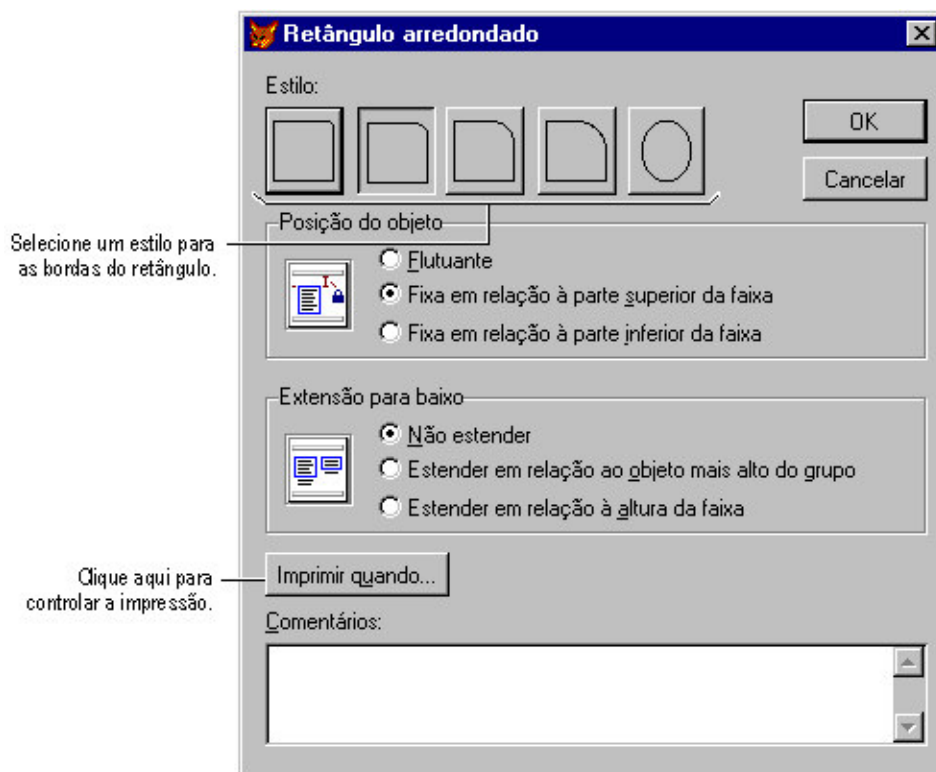 Retângulo arredondado
Estilo:
OK
Cancelar
Selecione um estilo para
as bordas do retângulo.
Posição do objeto
Flutuante
Fixa em relação à parte superior da faixa
Fixa em relação à parte inferior da faixa
Extensão para baixo
Não estender
Estender em relação ao objeto mais alto do grupo
Estender em relação à altura da faixa
Clique aqui para
controlar a impressão.
Imprimir quando...
Comentários: